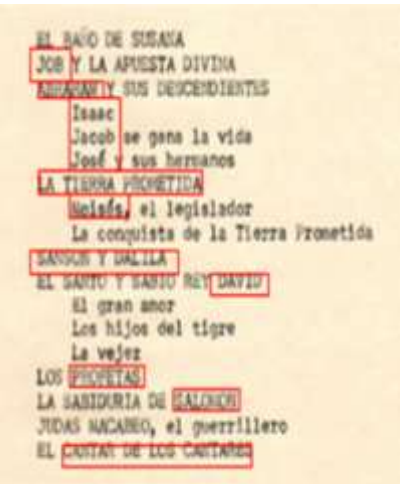 EL BAÑO DE SUSANA
JOB Y LA APUESTA DIVINA
ABRAHAM Y SUS DESCENDIENTES
Isaac
Jacob se gana la vida
José y sus hermanos
LA TIERRA PROMETIDA
Moisés, el legislador
La conquista de la Tierra Prometida
SANSON Y DALILA
EL SANTO Y SABIO REY DAVID
El gran amor
Los hijos del tigre
La vejez
LOS PROFETAS
LA SABIDURIA DE SALOMON
JUDAS MACABEO, el guerrillero
EL CANTAR DE LOS CANTARES